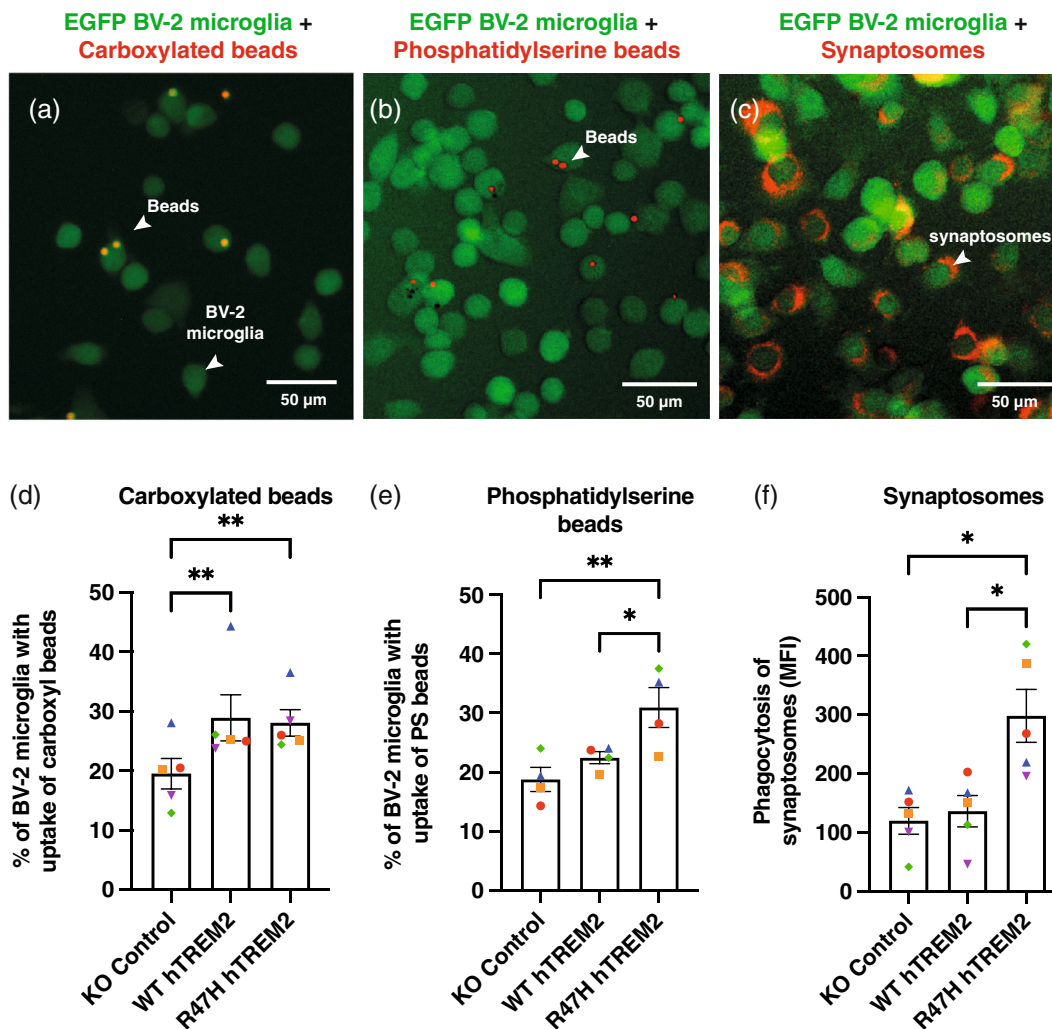 EGFP BV-2 microglia +
Carboxylated beads
EGFP BV-2 microglia +
Phosphatidylserine beads
EGFP BV-2 microglia +
Synaptosomes
(a)
Beads
BV-2
microglia
50 µm
(b)
Beads
50 µm
(c)
synaptosomes
50 µm
(d)
Carboxylated beads
**
**
% of BV-2 microglia with
uptake of carboxyl beads
50
40
30
20
10
0
KO Control
WT hTREM2
R47H hTREM2
(e)
Phosphatidylserine
beads
**
*
% of BV-2 microglia with
uptake of PS beads
50
40
30
20
10
0
KO Control
WT hTREM2
R47H hTREM2
(f)
Synaptosomes
*
*
Phagocytosis of
synaptosomes (MFI)
500
400
300
200
100
0
KO Control
WT hTREM2
R47H hTREM2